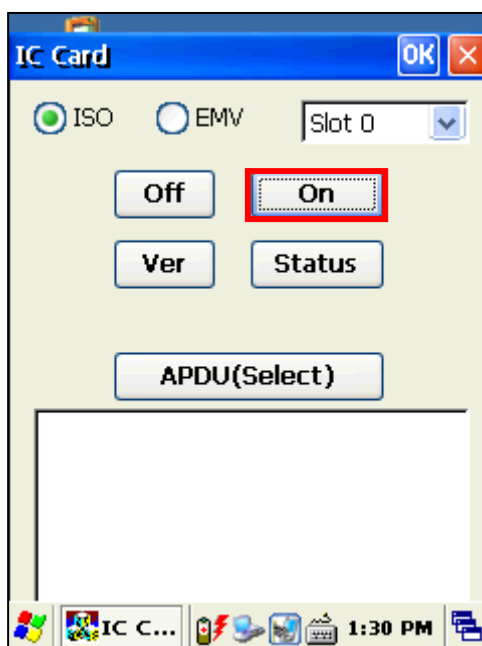 IC Card OK
ISO EMV Slot 0
Off On
Ver Status
APDU(Select)
IC C... 1:30 PM